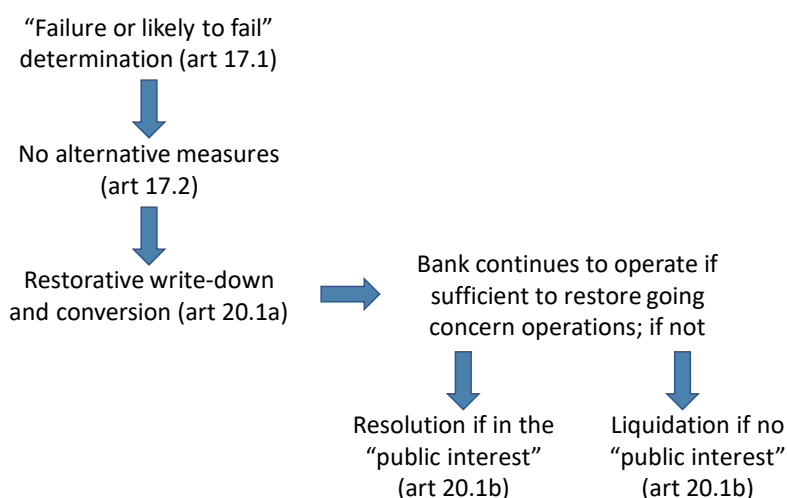 “Failure or likely to fail”
determination (art 17.1)
No alternative measures
(art 17.2)
Restorative write-down
and conversion (art 20.1a)
Bank continues to operate if
sufficient to restore going
concern operations; if not
Resolution if in the
“public interest”
(art 20.1b)
Liquidation if no
“public interest”
(art 20.1b)